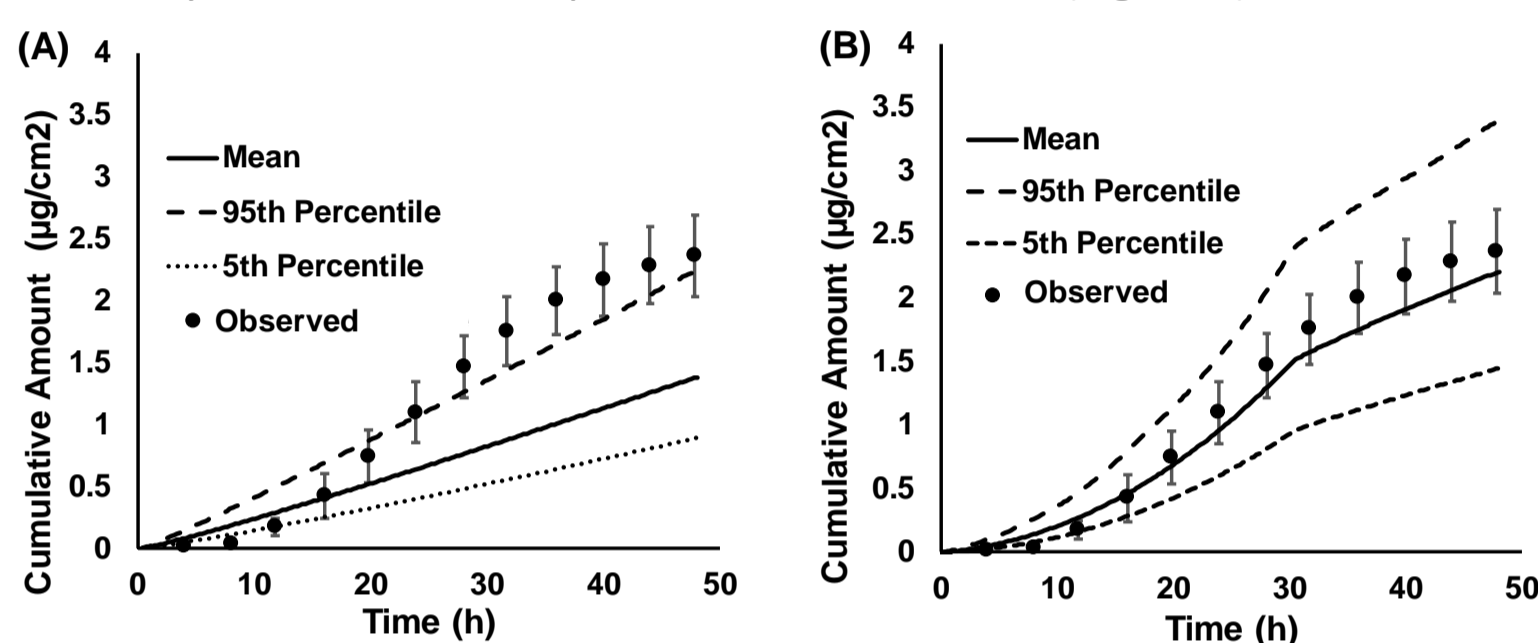 (A)
Cumulative Amount (µg/cm2)
4
3.5
3
2.5
2
1.5
1
0.5
0
Mean
95th Percentile
5th Percentile
Observed
0 10 20 30 40 50
Time (h)
(B)
Cumulative Amount (µg/cm2)
4
3.5
3
2.5
2
1.5
1
0.5
0
Mean
95th Percentile
5th Percentile
Observed
0 10 20 30 40 50
Time (h)